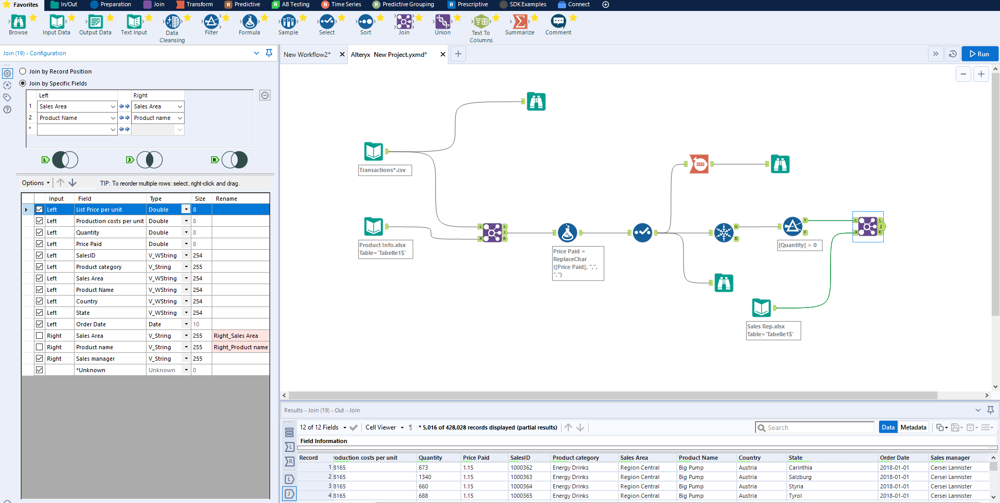 Favorites In/Out Preparation Join Transform R Predictive R AB Testing R Time Series R Predictive Grouping R Prescriptive SDK Examples Connect
Browse Input Data Output Data Text Input Data Cleansing Filter Formula Sample Select Sort Join Union Text To Columns Summarize Comment
Join (19) - Configuration
New Workflow2* Alteryx New Project.yxmd*
Run
Join by Record Position
Join by Specific Fields
Left Right
1 Sales Area Sales Area
2 Product Name Product name
*
L J R
Options TIP: To reorder multiple rows: select, right-click and drag.
Input Field Type Size Rename
Left List Price per unit Double 8
Left Production costs per unit Double 8
Left Quantity Double 8
Left Price Paid Double 8
Left SalesID V_WString 254
Left Product category V_String 255
Left Sales Area V_WString 254
Left Product Name V_WString 254
Left Country V_WString 254
Left State V_WString 254
Left Order Date Date 10
Right Sales Area V_String 255 Right_Sales Area
Right Product name V_String 255 Right_Product name
Right Sales manager V_String 255
*Unknown Unknown 0
Transactions*.csv
Product Info.xlsx
Table=`Tabelle1$`
L R
L J R
Price Paid =
ReplaceChar
([Price Paid], ",",
".")
U D
T F
[Quantity] > 0
L R
L J R
Sales Rep.xlsx
Table=`Tabelle1$`
Results - Join (19) - Out - Join
12 of 12 Fields Cell Viewer ¶ * 5,016 of 428,028 records displayed (partial results) Search Data Metadata
L R L J
Field Information
Record roduction costs per unit Quantity Price Paid SalesID Product category Sales Area Product Name Country State Order Date Sales manager
1 8165 673 1.15 1000362 Energy Drinks Region Central Big Pump Austria Carinthia 2018-01-01 Cersei Lannister
2 8165 1340 1.15 1000363 Energy Drinks Region Central Big Pump Austria Salzburg 2018-01-01 Cersei Lannister
3 8165 660 1.15 1000364 Energy Drinks Region Central Big Pump Austria Styria 2018-01-01 Cersei Lannister
4 8165 688 1.15 1000365 Energy Drinks Region Central Big Pump Austria Tyrol 2018-01-01 Cersei Lannister